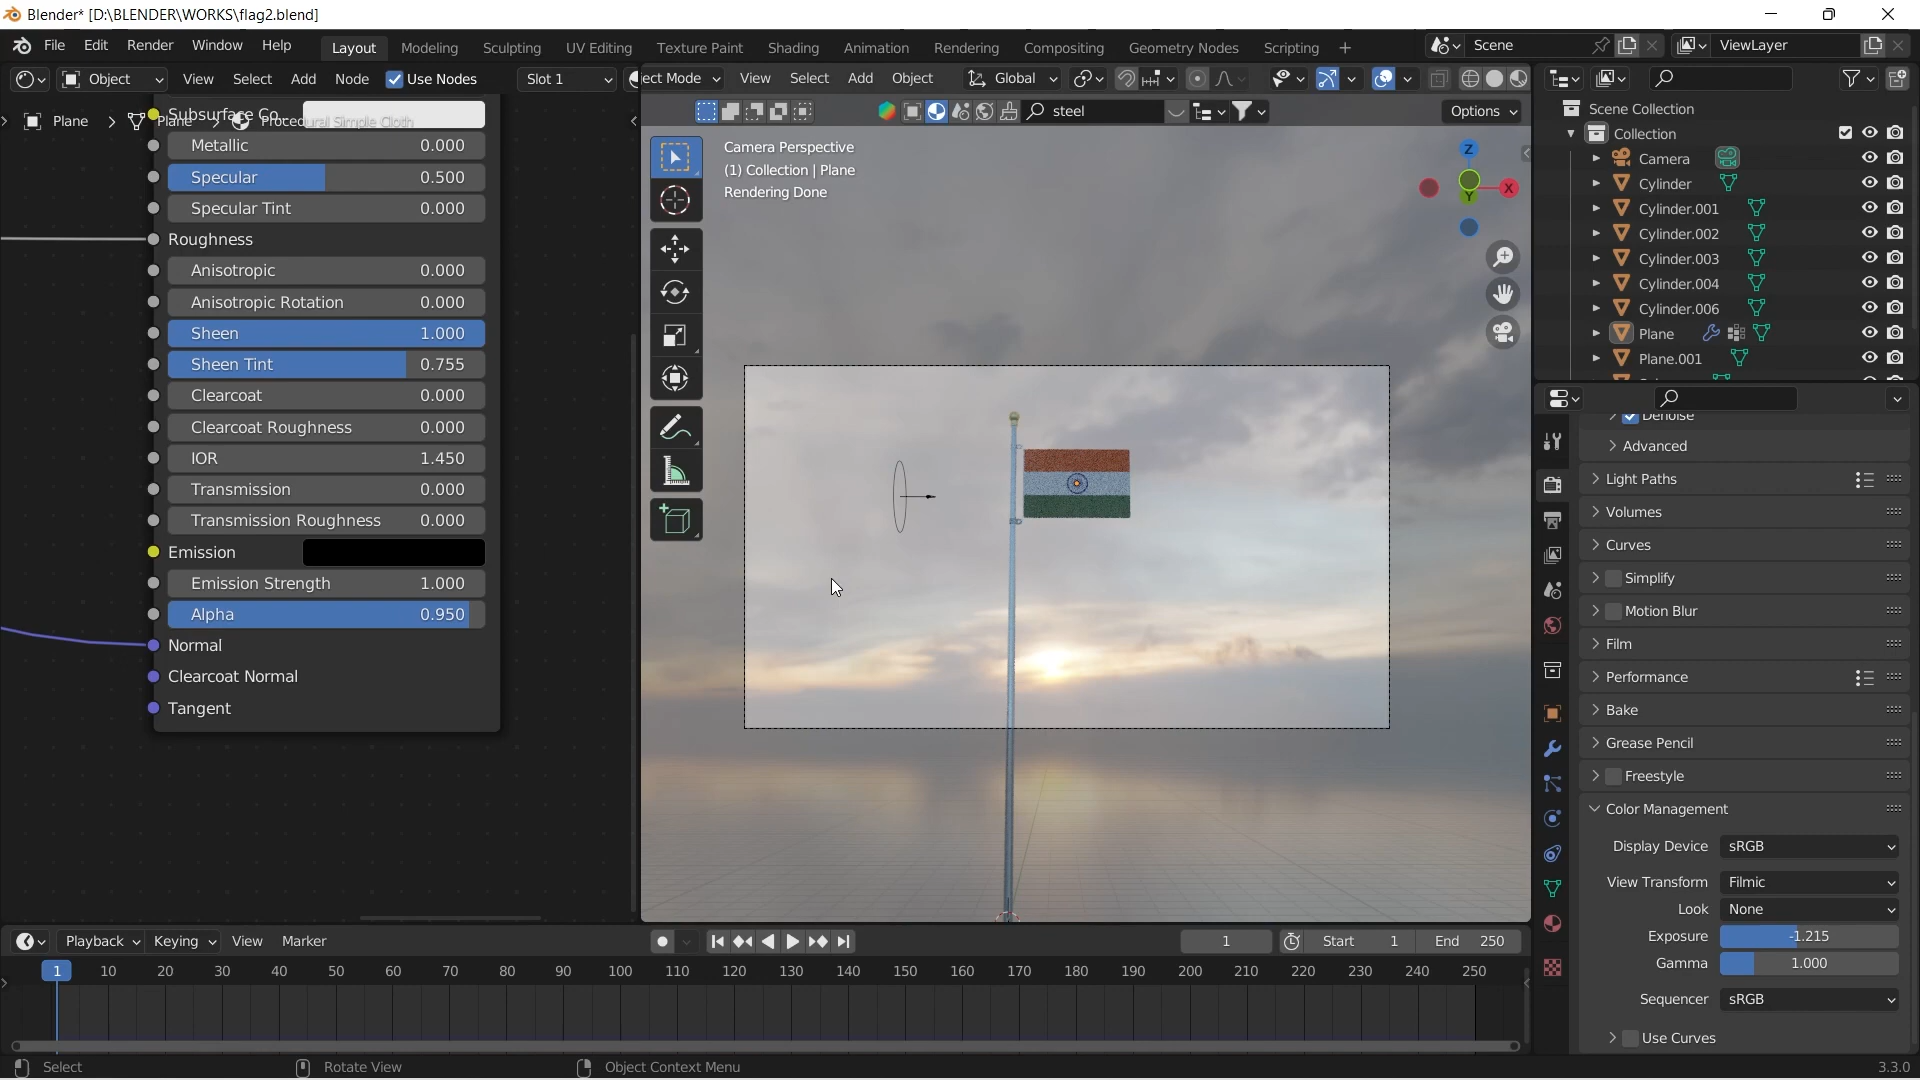 Blender* [D:\BLENDER\WORKS\flag2.blend]
File Edit Render Window Help
Layout Modeling Sculpting UV Editing Texture Paint Shading Animation Rendering Compositing Geometry Nodes Scripting +
Scene
ViewLayer
Object View Select Add Node Use Nodes Slot 1
ect Mode View Select Add Object Global
steel
Options
Plane > Plane > Procedural Simple Cloth
Subsurface Co..
Metallic 0.000
Specular 0.500
Specular Tint 0.000
Roughness
Anisotropic 0.000
Anisotropic Rotation 0.000
Sheen 1.000
Sheen Tint 0.755
Clearcoat 0.000
Clearcoat Roughness 0.000
IOR 1.450
Transmission 0.000
Transmission Roughness 0.000
Emission
Emission Strength 1.000
Alpha 0.950
Normal
Clearcoat Normal
Tangent
Camera Perspective
(1) Collection | Plane
Rendering Done
Z
X
Y
Scene Collection
Collection
Camera
Cylinder
Cylinder.001
Cylinder.002
Cylinder.003
Cylinder.004
Cylinder.006
Plane
Plane.001
Denoise
Advanced
Light Paths
Volumes
Curves
Simplify
Motion Blur
Film
Performance
Bake
Grease Pencil
Freestyle
Color Management
Display Device sRGB
View Transform Filmic
Look None
Exposure -1.215
Gamma 1.000
Sequencer sRGB
Use Curves
Playback Keying View Marker
1 Start 1 End 250
1 10 20 30 40 50 60 70 80 90 100 110 120 130 140 150 160 170 180 190 200 210 220 230 240 250
Select Rotate View Object Context Menu 3.3.0